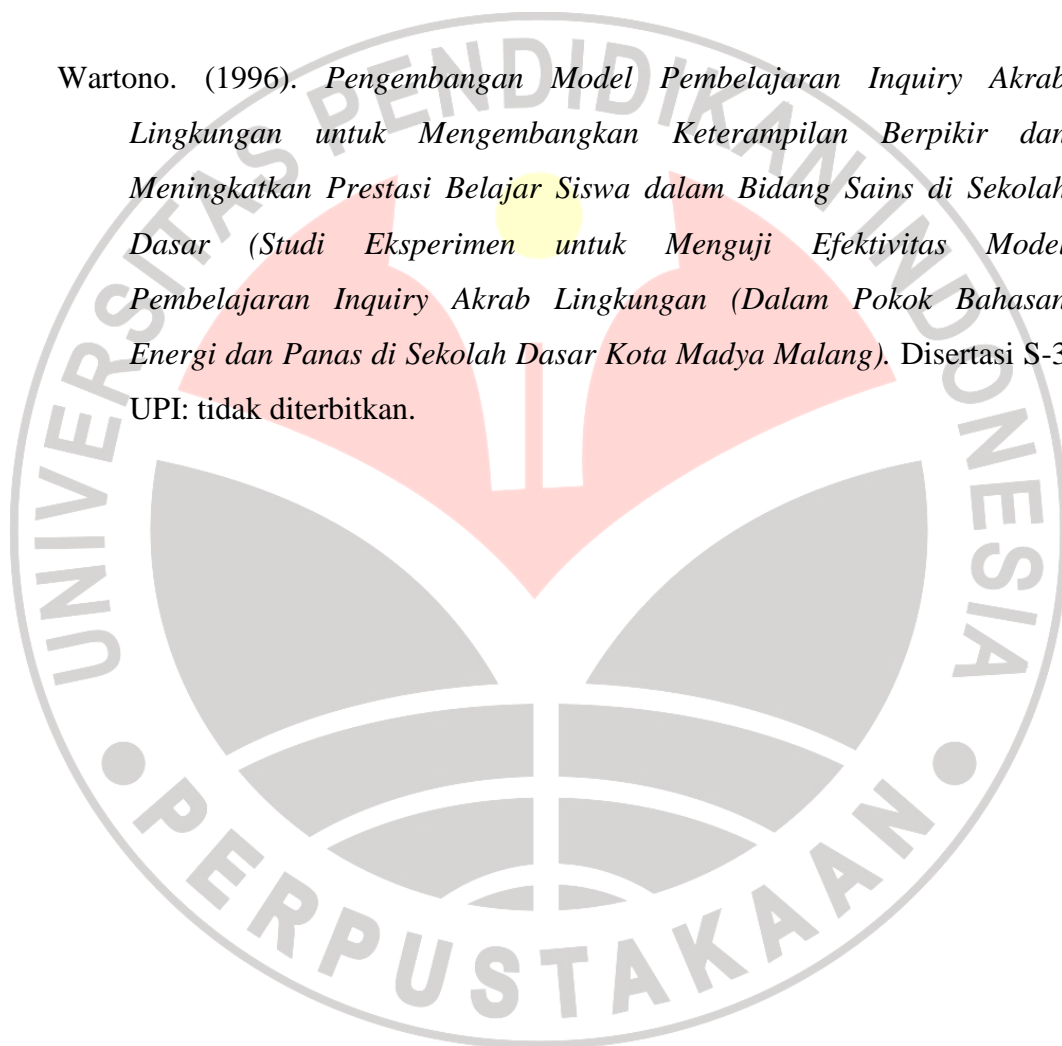 Wartono. (1996). Pengembangan Model Pembelajaran Inquiry Akrab
Lingkungan untuk Mengembangkan Keterampilan Berpikir dan
Meningkatkan Prestasi Belajar Siswa dalam Bidang Sains di Sekolah
Dasar (Studi Eksperimen untuk Menguji Efektivitas Model
Pembelajaran Inquiry Akrab Lingkungan (Dalam Pokok Bahasan
Energi dan Panas di Sekolah Dasar Kota Madya Malang). Disertasi S-3
UPI: tidak diterbitkan.
UNIVERSITAS PENDIDIKAN INDONESIA
PERPUSTAKAAN